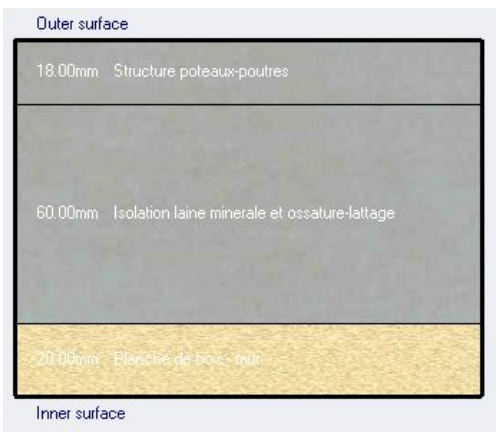 Outer surface
18.00mm Structure poteaux-poutres
60.00mm Isolation laine minerale et ossature-lattage
20.00mm Planche de bois - mur
Inner surface